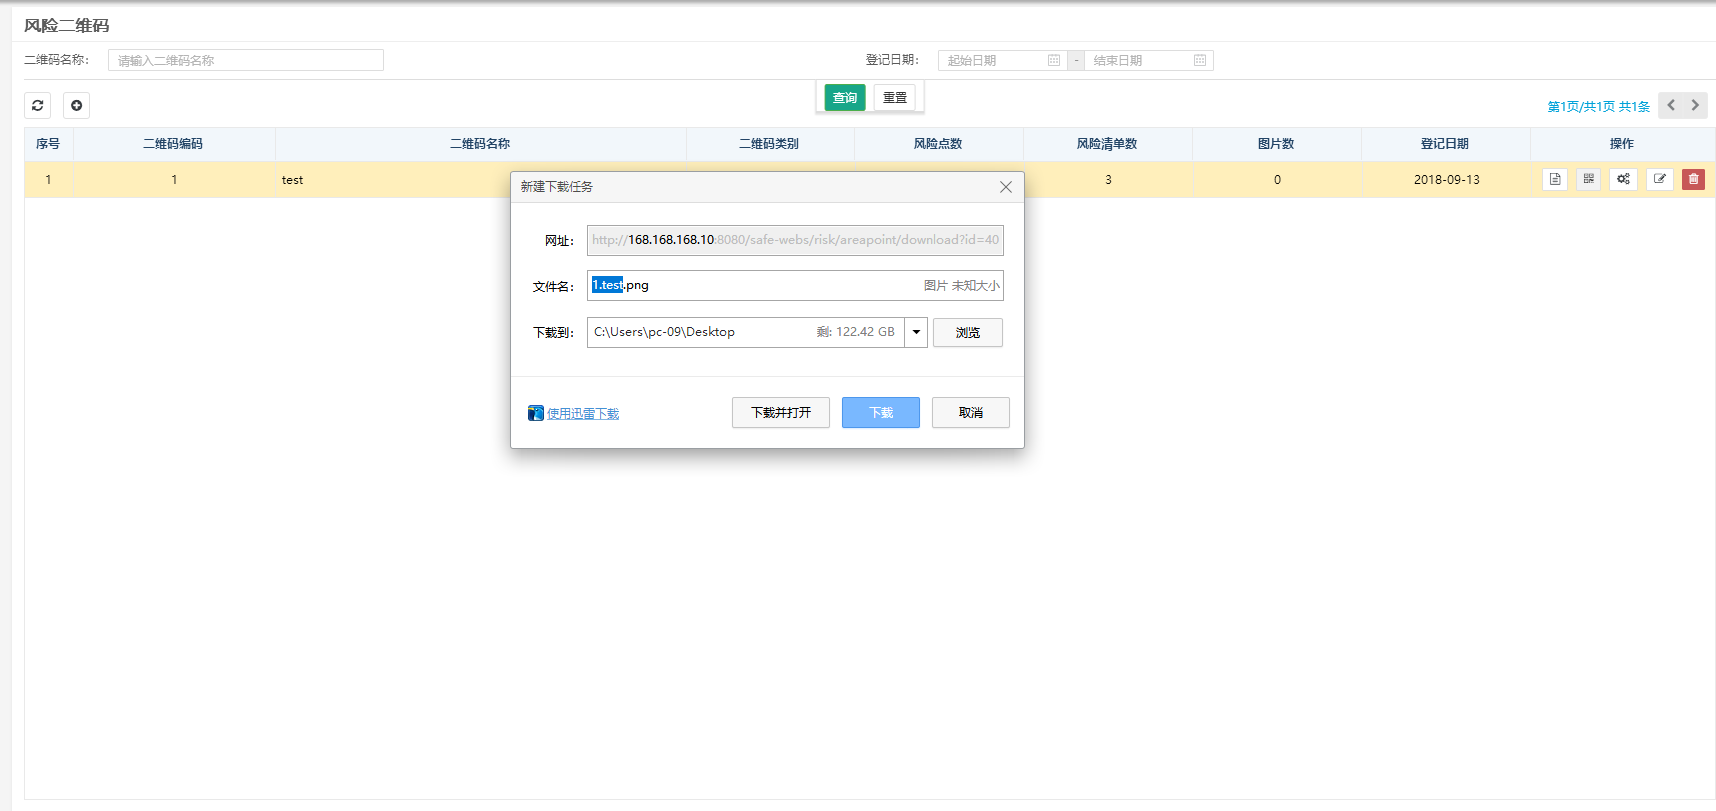 风险二维码
二维码名称： 请输入二维码名称 登记日期： 起始日期 - 结束日期
查询 重置
第1页/共1页 共1条
序号 二维码编码 二维码名称 二维码类别 风险点数 风险清单数 图片数 登记日期 操作
1 1 test 3 0 2018-09-13
新建下载任务
网址： http://168.168.168.10:8080/safe-webs/risk/areapoint/download?id=40
文件名： 1.test.png 图片 未知大小
下载到： C:\Users\pc-09\Desktop 剩: 122.42 GB 浏览
使用迅雷下载 下载并打开 下载 取消